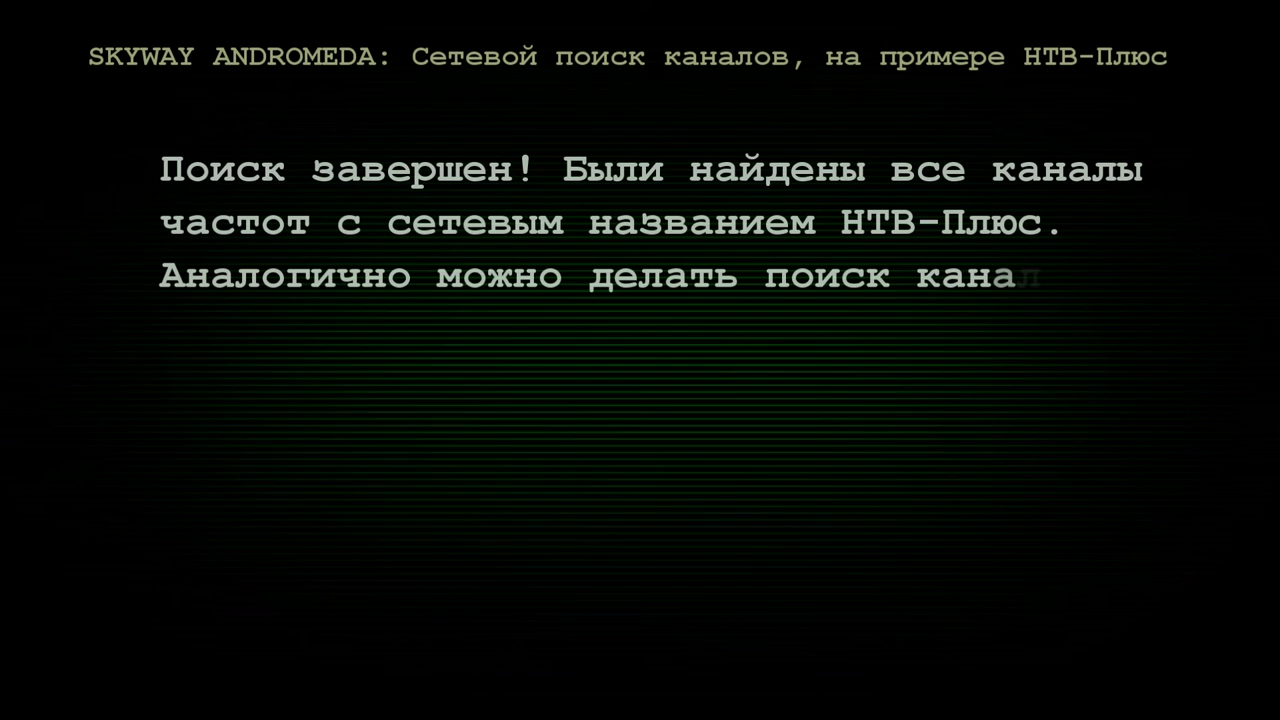 SKYWAY ANDROMEDA: Сетевой поиск каналов, на примере НТВ-Плюс
Поиск завершен! Были найдены все каналы
частот с сетевым названием НТВ-Плюс.
Аналогично можно делать поиск канал